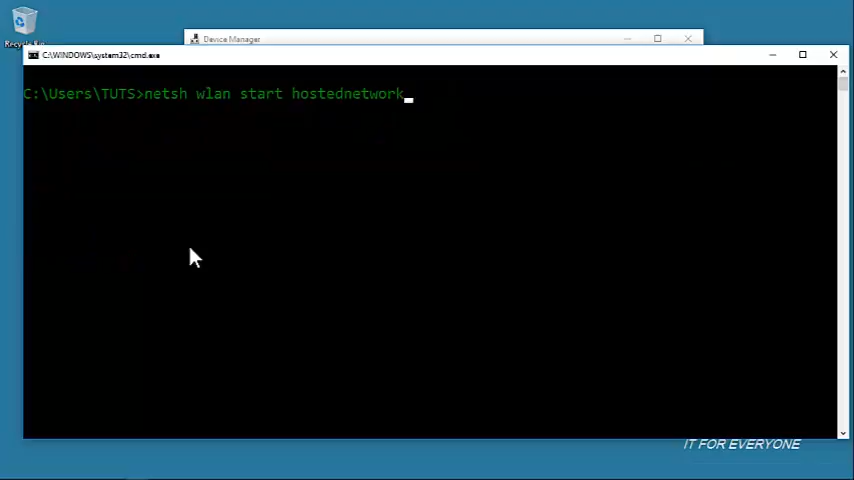 Device Manager
Recycle Bin
C:\WINDOWS\system32\cmd.exe
C:\Users\TUTS>netsh wlan start hostednetwork
IT FOR EVERYONE